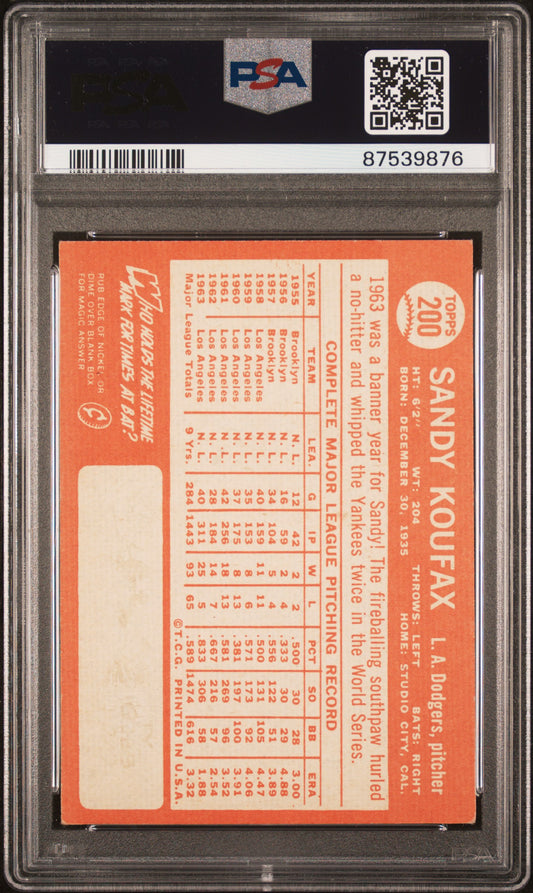 PSA
87539876
TOPPS
200
SANDY KOUFAX L. A. Dodgers, pitcher
HT: 6'2" WT: 204 THROWS: LEFT BATS: RIGHT
BORN: DECEMBER 30, 1935 HOME: STUDIO CITY, CAL.
1963 was a banner year for Sandy! The fireballing southpaw hurled
a no-hitter and whipped the Yankees twice in the World Series.
COMPLETE MAJOR LEAGUE PITCHING RECORD
YEAR TEAM LEA. G IP W L PCT SO BB ERA
1955 Brooklyn N. L. 12 42 2 2 .500 30 28 3.00
1956 Brooklyn N. L. 16 59 2 4 .333 30 29 4.88
1957 Brooklyn N. L. 34 104 5 4 .556 122 51 3.89
1958 Los Angeles N. L. 40 159 11 11 .500 131 105 4.47
1959 Los Angeles N. L. 35 153 8 6 .571 173 92 4.06
1960 Los Angeles N. L. 37 175 8 13 .381 197 100 3.91
1961 Los Angeles N. L. 42 256 18 13 .581 269 96 3.52
1962 Los Angeles N. L. 28 184 14 7 .667 216 57 2.54
1963 Los Angeles N. L. 40 311 25 5 .833 306 58 1.88
Major League Totals 9 Yrs. 284 1443 93 65 .589 1474 616 3.32
©T.C.G. PRINTED IN U.S.A.
WHO HOLDS THE LIFETIME
MARK FOR TIMES AT BAT?
RUB EDGE OF NICKEL OR
DIME OVER BLANK BOX
FOR MAGIC ANSWER
PSA